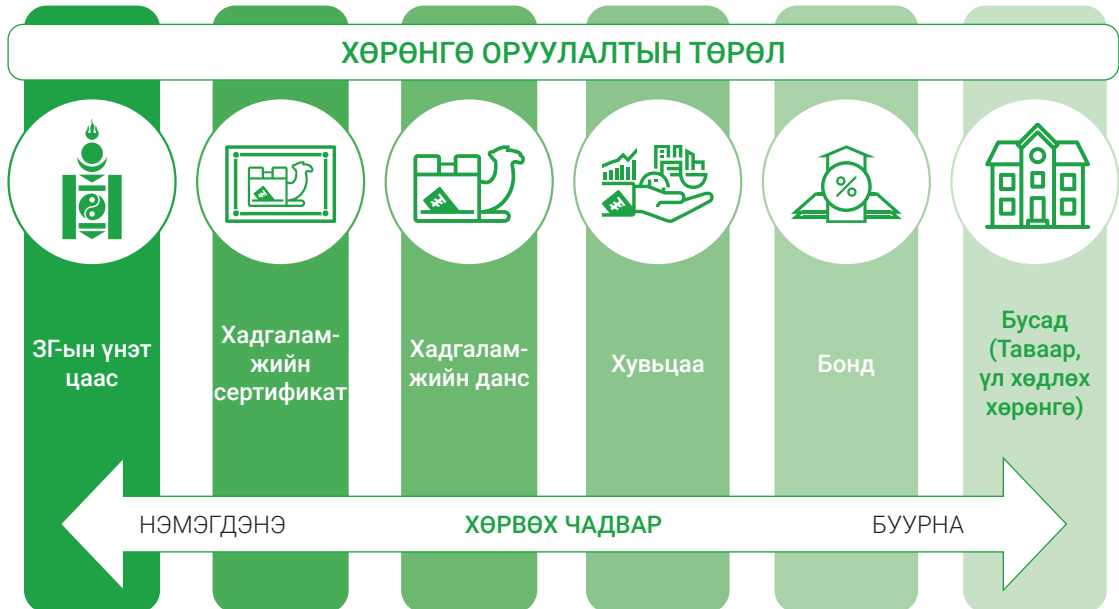 ХӨРӨНГӨ ОРУУЛАЛТЫН ТӨРӨЛ
ЗГ-ын үнэт
цаас
Хадгалам-
жийн
сертификат
Хадгалам-
жийн данс
Хувьцаа
Бонд
Бусад
(Таваар,
үл хөдлөх
хөрөнгө)
НЭМЭГДЭНЭ
ХӨРВӨХ ЧАДВАР
БУУРНА